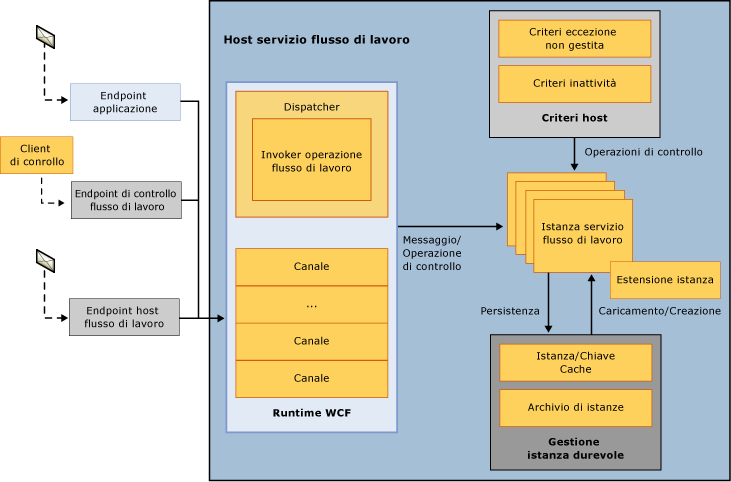 Host servizio flusso di lavoro
Endpoint
applicazione
Client
di conrollo
Endpoint di controllo
flusso di lavoro
Endpoint host
flusso di lavoro
Dispatcher
Invoker operazione
flusso di lavoro
Canale
...
Canale
Canale
Runtime WCF
Messaggio/
Operazione
di controllo
Criteri eccezione
non gestita
Criteri inattività
Criteri host
Operazioni di controllo
Istanza servizio
flusso di lavoro
Estensione istanza
Persistenza
Caricamento/Creazione
Istanza/Chiave
Cache
Archivio di istanze
Gestione
istanza durevole